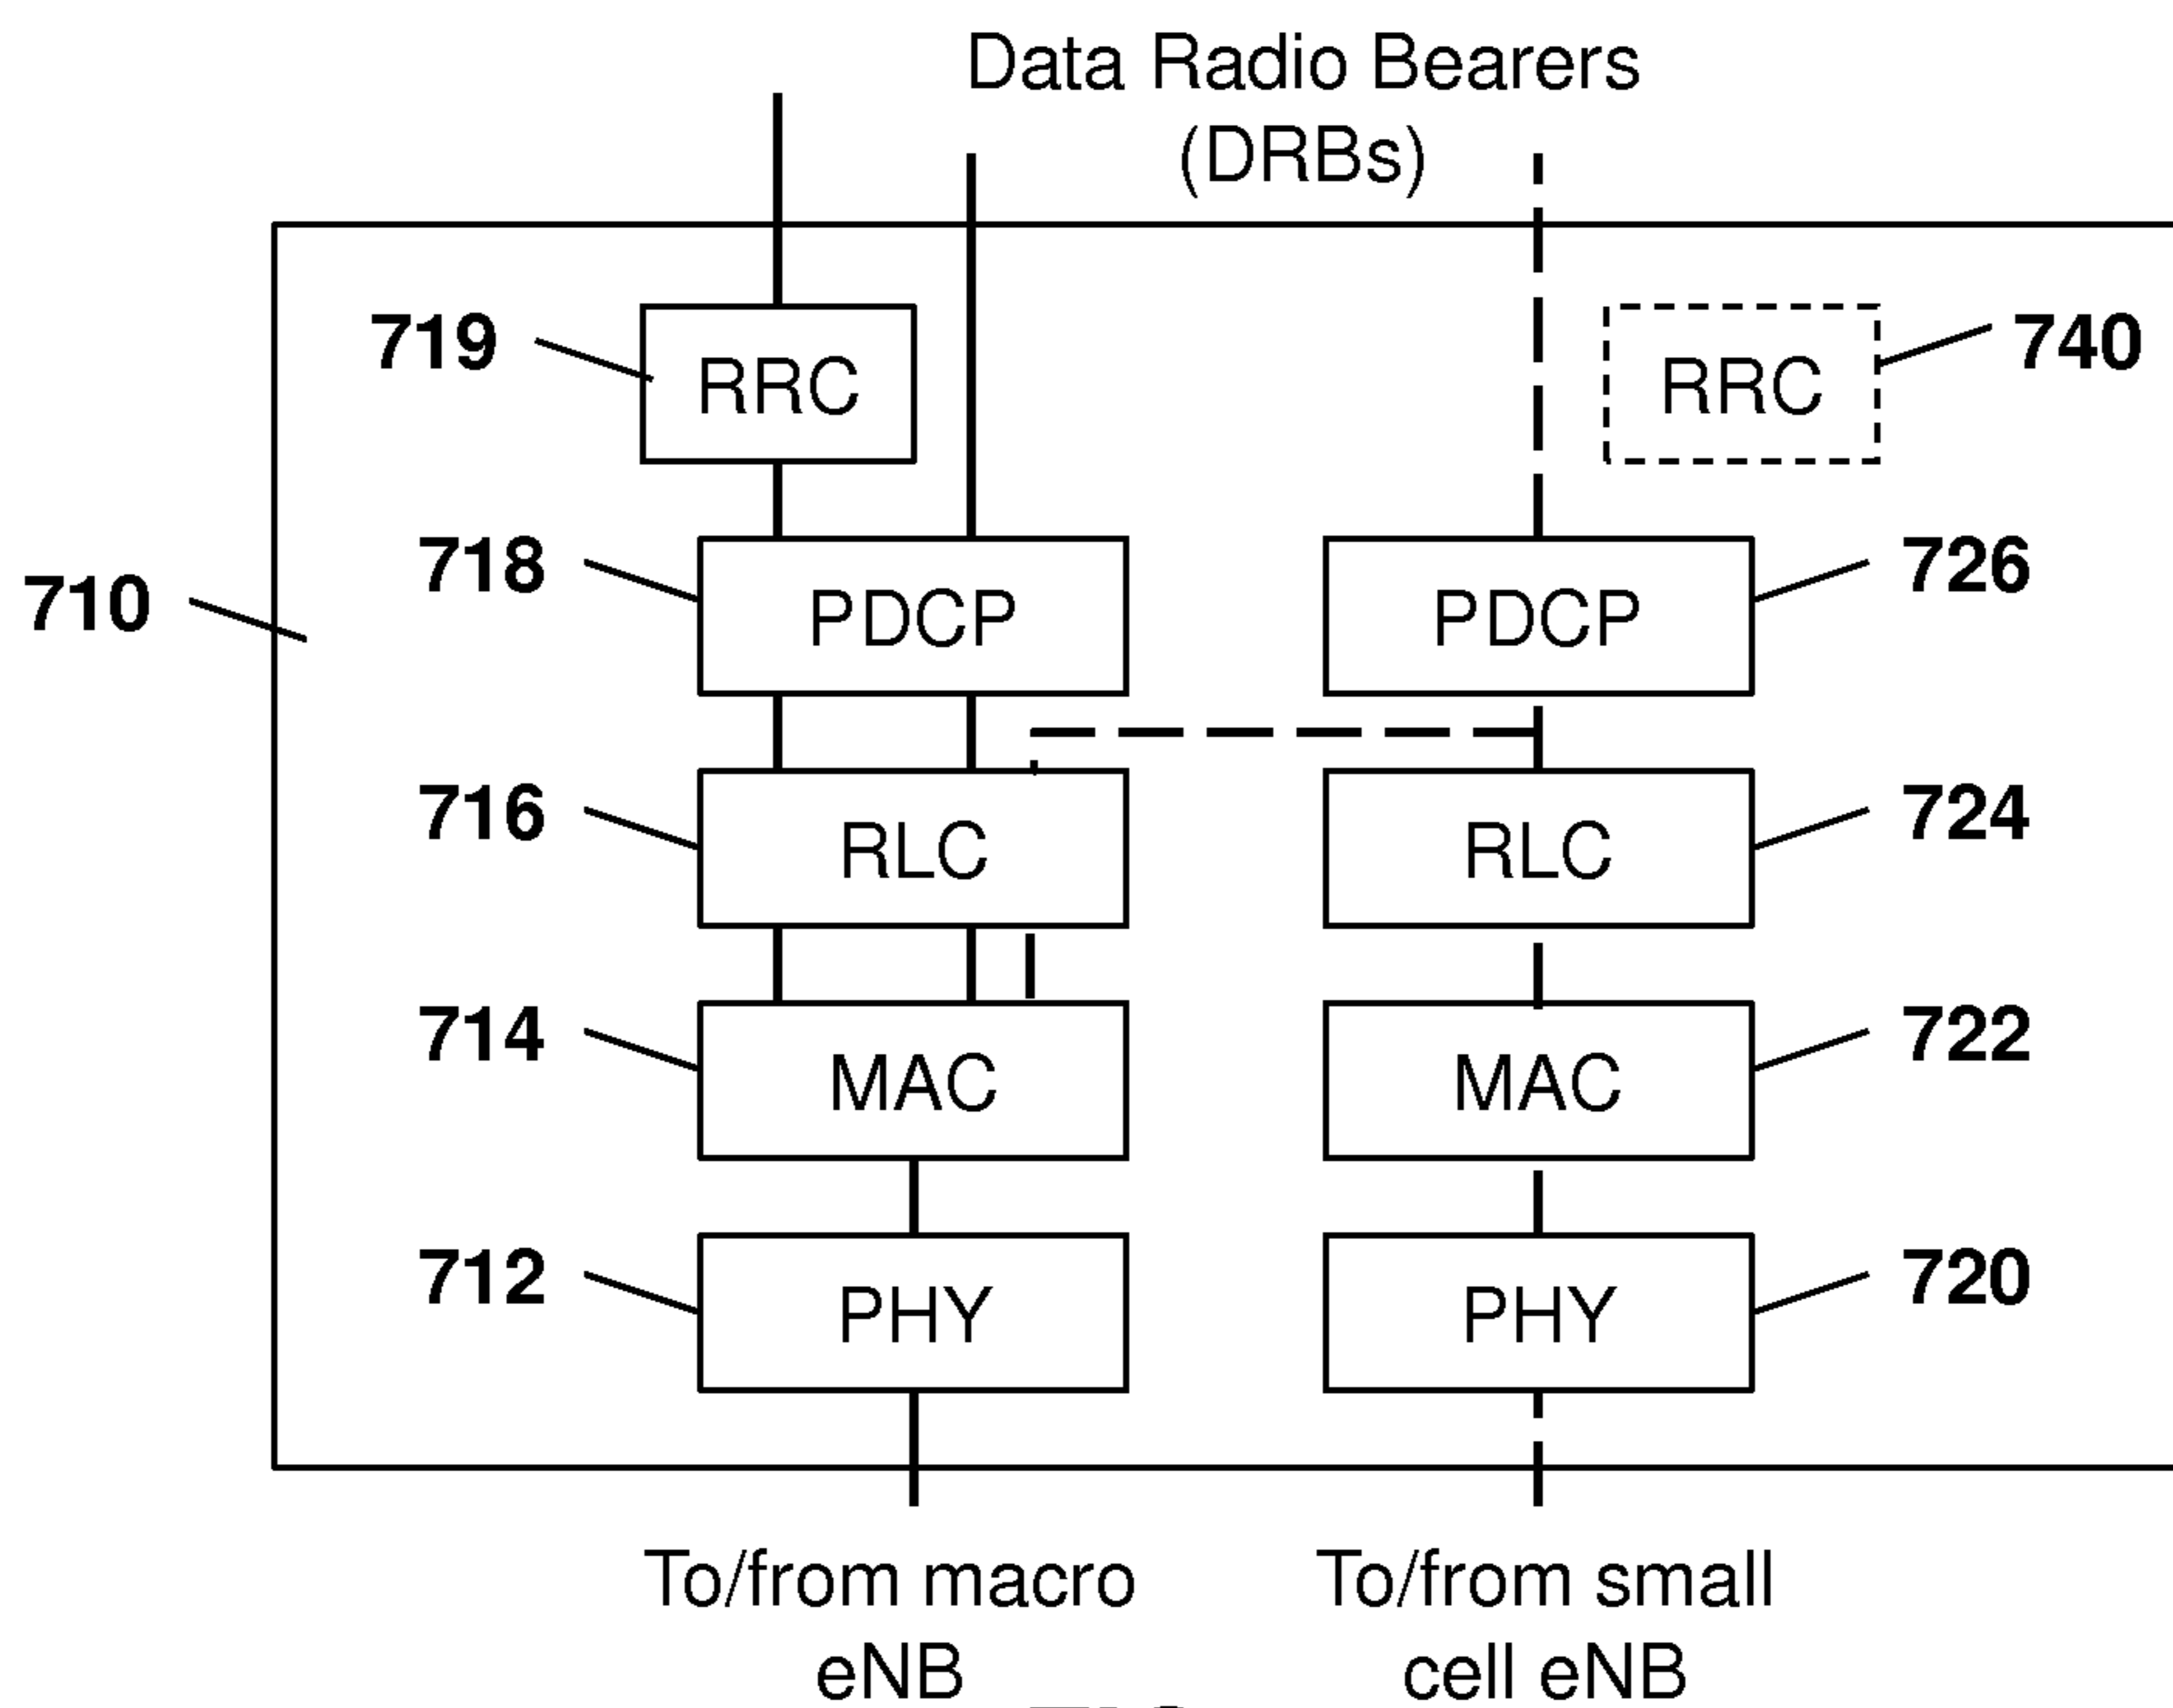 Data Radio Bearers
(DRBs)
719
RRC
RRC
740
718
PDCP
PDCP
726
710
716
RLC
RLC
724
714
MAC
MAC
722
712
PHY
PHY
720
To/from macro
eNB
To/from small
cell eNB